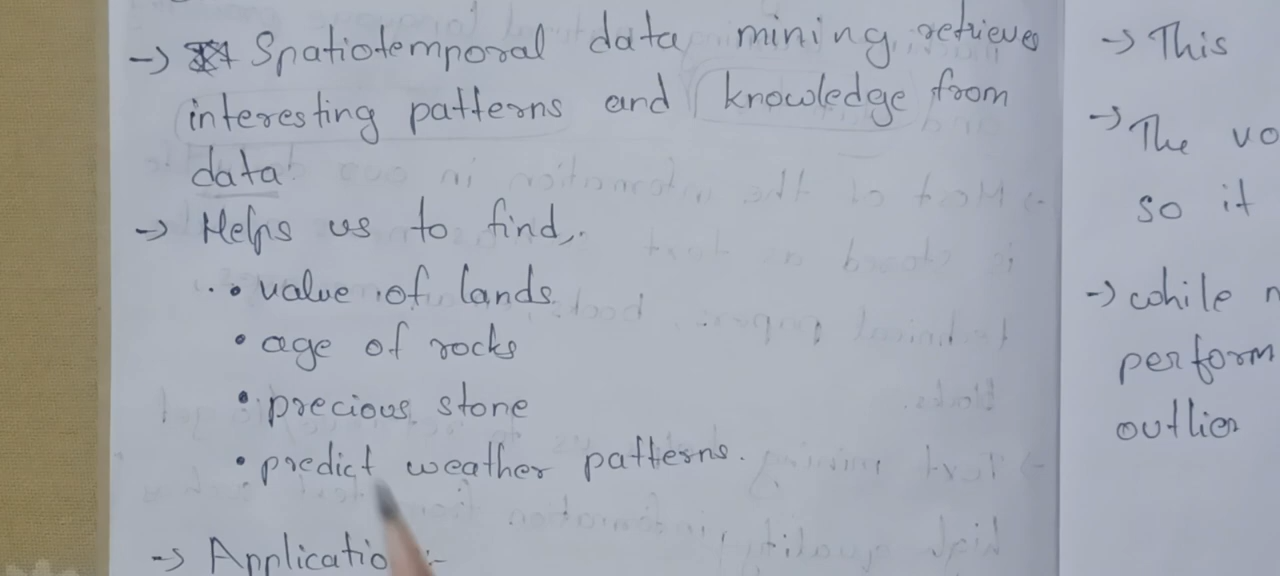 → Spatiotemporal data mining retrieves
interesting patterns and knowledge from
data
→ Helps us to find,.
• value of lands
• age of rocks
• precious stone
• predict weather patterns.
→ Applicatio :-
→ This
→ The vo
so it
→ while n
perform
outlier